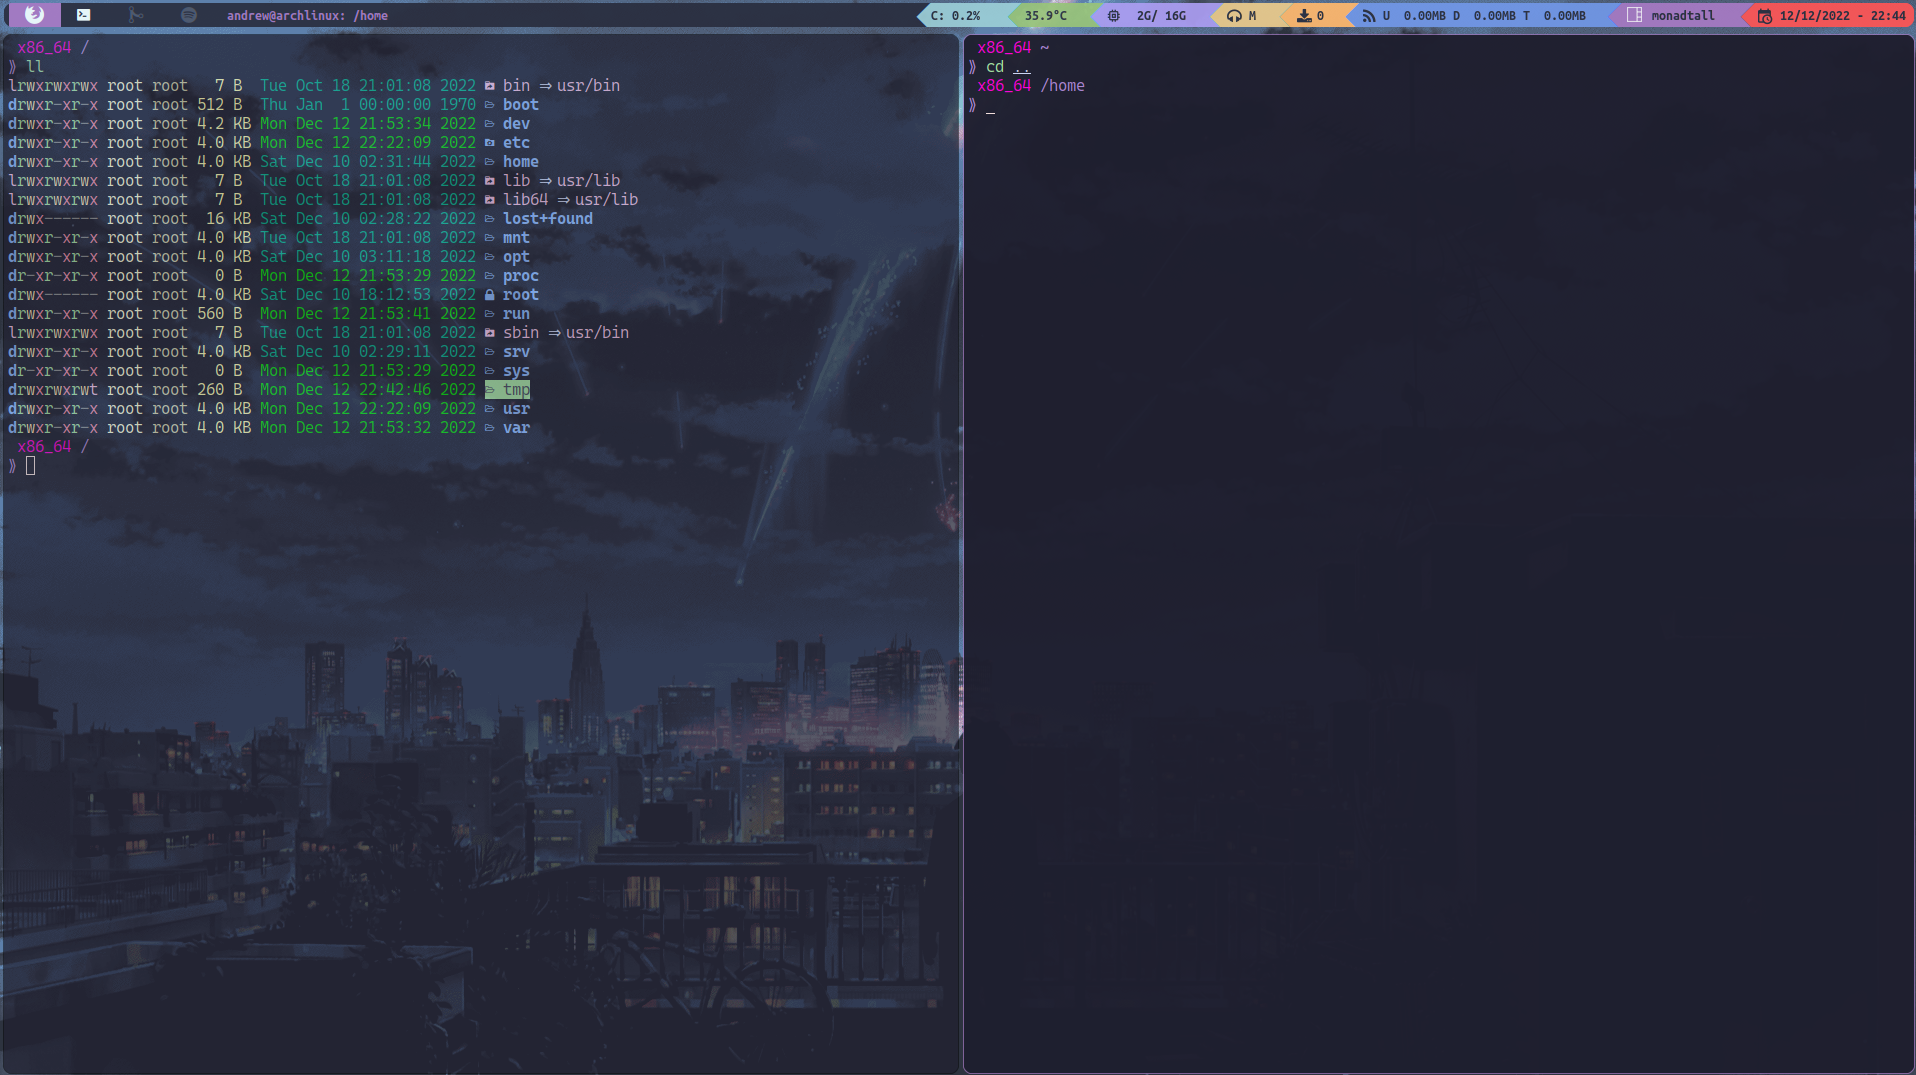 andrew@archlinux: /home
C: 0.2%
35.9°C
2G/ 16G
M
0
U 0.00MB D 0.00MB T 0.00MB
monadtall
12/12/2022 - 22:44
x86_64 /
⟫ ll
lrwxrwxrwx root root 7 B Tue Oct 18 21:01:08 2022 bin ⇒ usr/bin
drwxr-xr-x root root 512 B Thu Jan 1 00:00:00 1970 boot
drwxr-xr-x root root 4.2 KB Mon Dec 12 21:53:34 2022 dev
drwxr-xr-x root root 4.0 KB Mon Dec 12 22:22:09 2022 etc
drwxr-xr-x root root 4.0 KB Sat Dec 10 02:31:44 2022 home
lrwxrwxrwx root root 7 B Tue Oct 18 21:01:08 2022 lib ⇒ usr/lib
lrwxrwxrwx root root 7 B Tue Oct 18 21:01:08 2022 lib64 ⇒ usr/lib
drwx------ root root 16 KB Sat Dec 10 02:28:22 2022 lost+found
drwxr-xr-x root root 4.0 KB Tue Oct 18 21:01:08 2022 mnt
drwxr-xr-x root root 4.0 KB Sat Dec 10 03:11:18 2022 opt
dr-xr-xr-x root root 0 B Mon Dec 12 21:53:29 2022 proc
drwx------ root root 4.0 KB Sat Dec 10 18:12:53 2022 root
drwxr-xr-x root root 560 B Mon Dec 12 21:53:41 2022 run
lrwxrwxrwx root root 7 B Tue Oct 18 21:01:08 2022 sbin ⇒ usr/bin
drwxr-xr-x root root 4.0 KB Sat Dec 10 02:29:11 2022 srv
dr-xr-xr-x root root 0 B Mon Dec 12 21:53:29 2022 sys
drwxrwxrwt root root 260 B Mon Dec 12 22:42:46 2022 tmp
drwxr-xr-x root root 4.0 KB Mon Dec 12 22:22:09 2022 usr
drwxr-xr-x root root 4.0 KB Mon Dec 12 21:53:32 2022 var
x86_64 /
⟫
x86_64 ~
⟫ cd ..
x86_64 /home
⟫ _